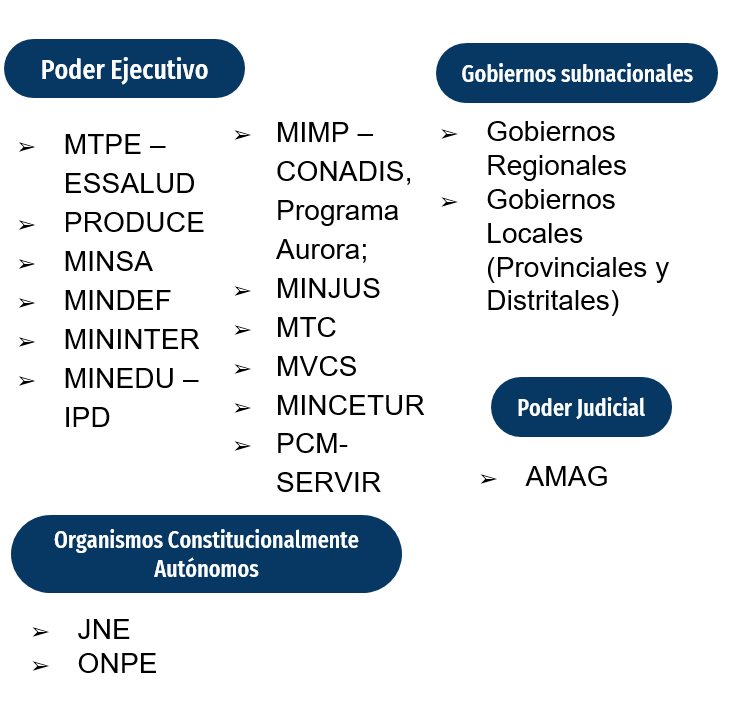 Poder Ejecutivo
➢ MTPE –
ESSALUD
➢ PRODUCE
➢ MINSA
➢ MINDEF
➢ MININTER
➢ MINEDU –
IPD
➢ MIMP –
CONADIS,
Programa
Aurora;
➢ MINJUS
➢ MTC
➢ MVCS
➢ MINCETUR
➢ PCM-
SERVIR
Gobiernos subnacionales
➢ Gobiernos
Regionales
➢ Gobiernos
Locales
(Provinciales y
Distritales)
Poder Judicial
➢ AMAG
Organismos Constitucionalmente
Autónomos
➢ JNE
➢ ONPE